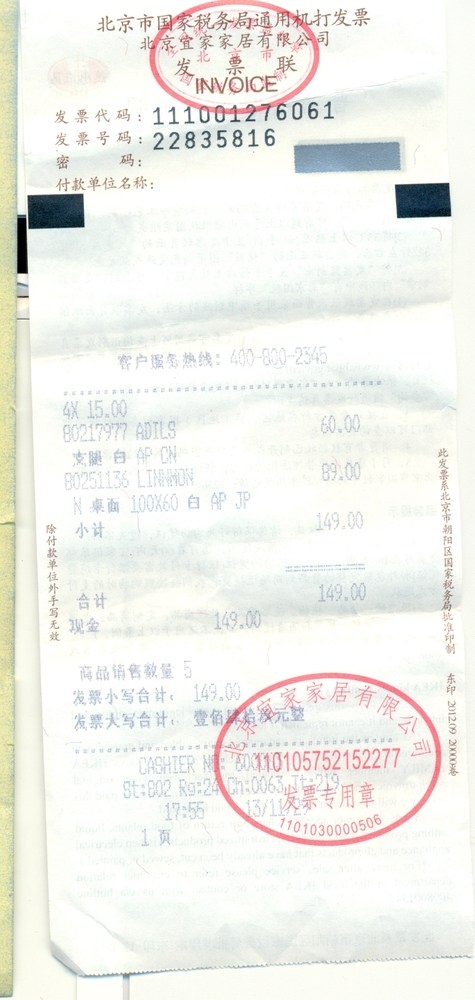 北京市国家税务局通用机打发票
北京宜家家居有限公司
发 票 联
INVOICE
发票代码：111001276061
发票号码：22835816
密 码：
付款单位名称：
客户服务热线：400-800-2345
4X 15.00
80217977 ADILS 60.00
支腿 白 AP CN
80251136 LINNMON 89.00
N 桌面 100X60 白 AP JP
小计 149.00
合计 149.00
现金 149.00
商品销售数量 5
发票小写合计： 149.00
发票大写合计： 壹佰肆拾玖元整
CASHIER NO:
St:802 Rg:24 Ch:0063 Tt:219
17:55 13/11
1 页
北京宜家家居有限公司
110105752152277
发票专用章
1101030000506
除付款单位外手写无效
此发票系北京市朝阳区国家税务局批准印制
东印 2012.09 20000卷